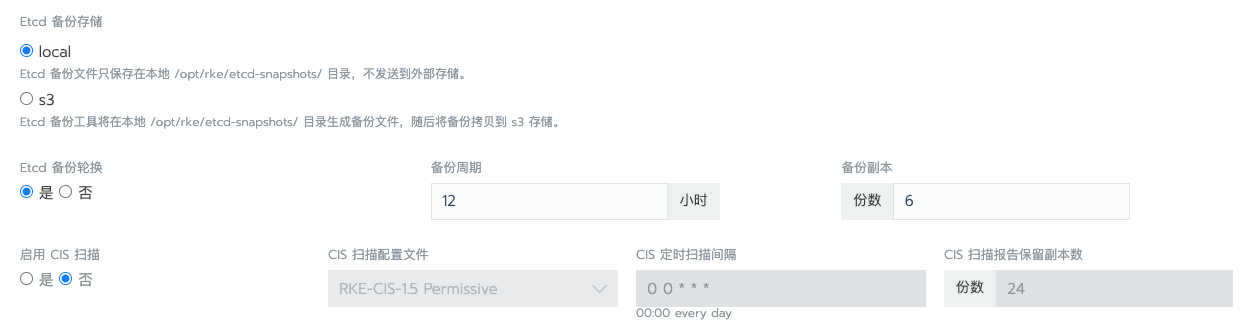 Etcd 备份存储
local
Etcd 备份文件只保存在本地 /opt/rke/etcd-snapshots/ 目录，不发送到外部存储。
s3
Etcd 备份工具将在本地 /opt/rke/etcd-snapshots/ 目录生成备份文件，随后将备份拷贝到 s3 存储。
Etcd 备份轮换 备份周期 备份副本
是 否 12 小时 份数 6
启用 CIS 扫描 CIS 扫描配置文件 CIS 定时扫描间隔 CIS 扫描报告保留副本数
是 否 RKE-CIS-1.5 Permissive 0 0 * * * 份数 24
00:00 every day